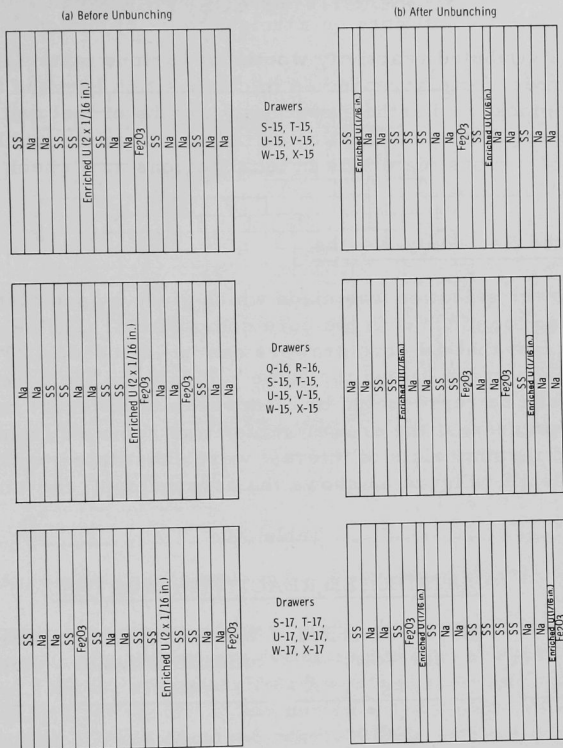 (a) Before Unbunching
SS
Na
Na
SS
SS
Enriched U (2 x 1/16 in.)
SS
Na
Na
Fe2O3
SS
Na
Na
SS
Na
Na
Drawers
S-15, T-15,
U-15, V-15,
W-15, X-15
(b) After Unbunching
SS
Enriched U (1/16 in.)
Na
Na
SS
SS
SS
Na
Na
Fe2O3
SS
Enriched U (1/16 in.)
Na
Na
SS
Na
Na
Na
Na
SS
SS
Na
Na
SS
SS
Enriched U (2 x 1/16 in.)
Fe2O3
Na
Na
Fe2O3
SS
Na
Na
Drawers
Q-16, R-16,
S-15, T-15,
U-15, V-15,
W-15, X-15
Na
Na
SS
SS
Enriched U (1/16 in.)
Na
Na
SS
SS
Fe2O3
Na
Na
Fe2O3
SS
Enriched U (1/16 in.)
Na
Na
SS
Na
Na
SS
Fe2O3
SS
Na
Na
SS
SS
Enriched U (2 x 1/16 in.)
SS
SS
Na
Na
Fe2O3
Drawers
S-17, T-17,
U-17, V-17,
W-17, X-17
SS
Na
Na
SS
Fe2O3
Enriched U (1/16 in.)
SS
Na
Na
SS
SS
SS
SS
Na
Na
Enriched U (1/16 in.)
Fe2O3